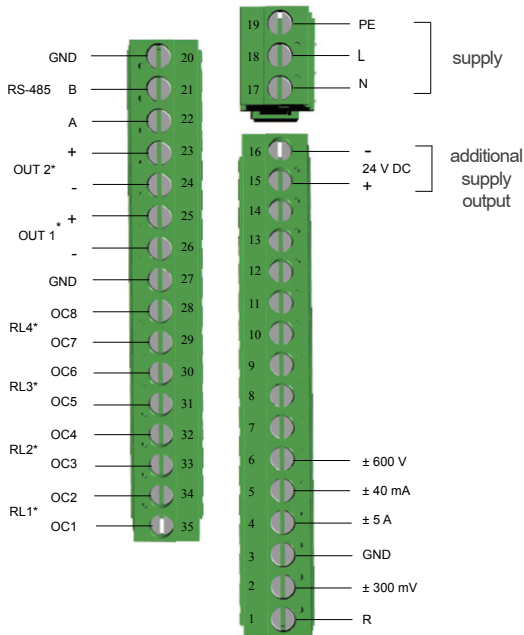 GND 20
RS-485 B 21
A 22
+ 23
OUT 2*
- 24
+ 25
OUT 1*
- 26
GND 27
OC8 28
RL4*
OC7 29
OC6 30
RL3*
OC5 31
OC4 32
RL2*
OC3 33
OC2 34
RL1*
OC1 35
19 PE
18 L supply
17 N
16 -
24 V DC additional
15 + supply
output
14
13
12
11
10
9
8
7
6 ± 600 V
5 ± 40 mA
4 ± 5 A
3 GND
2 ± 300 mV
1 R